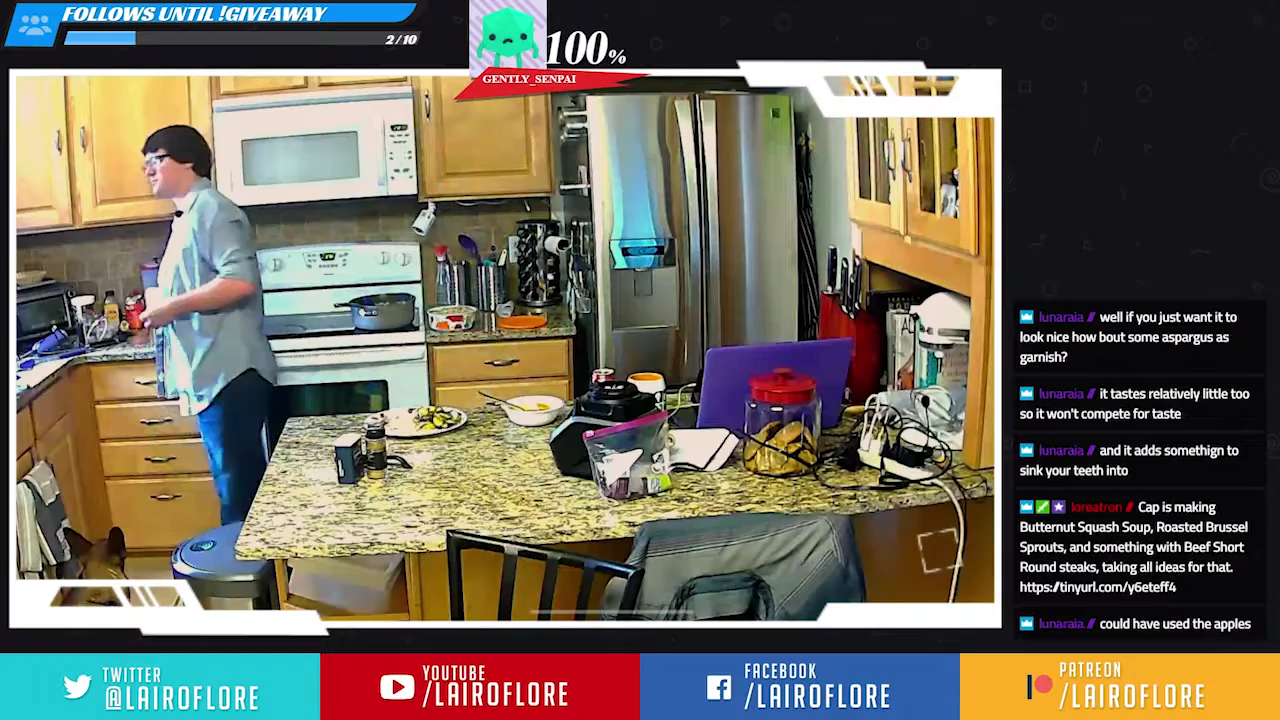 FOLLOWS UNTIL !GIVEAWAY
2/10
100%
GENTLY_SENPAI
lunaraia // well if you just want it to
look nice how bout some aspargus as
garnish?
lunaraia // it tastes relatively little too
so it won't compete for taste
lunaraia // and it adds somethign to
sink your teeth into
loreatron // Cap is making
Butternut Squash Soup, Roasted Brussel
Sprouts, and something with Beef Short
Round steaks, taking all ideas for that.
https://tinyurl.com/y6eteff4
lunaraia // could have used the apples
TWITTER
@LAIROFLORE
YOUTUBE
/LAIROFLORE
FACEBOOK
/LAIROFLORE
PATREON
/LAIROFLORE